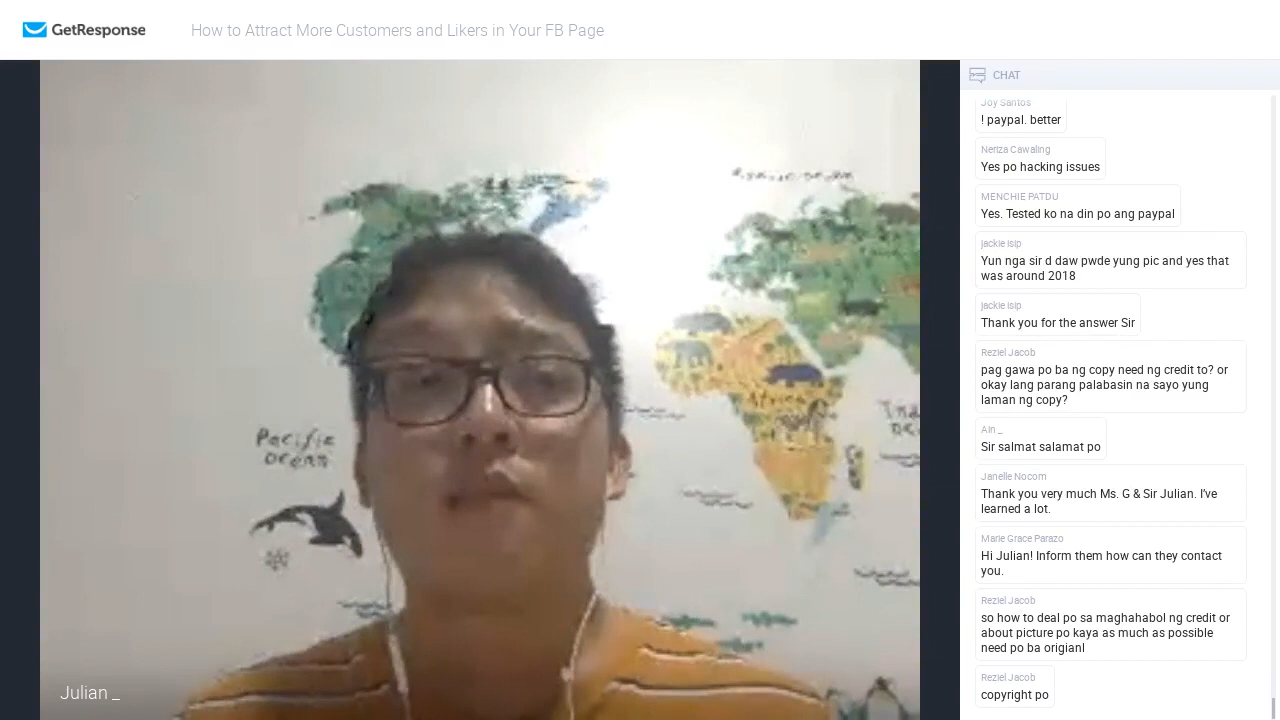 GetResponse
How to Attract More Customers and Likers in Your FB Page
Pacific
Ocean
Africa
Julian _
CHAT
Joy Santos
! paypal. better
Neriza Cawaling
Yes po hacking issues
MENCHIE PATDU
Yes. Tested ko na din po ang paypal
jackie isip
Yun nga sir d daw pwde yung pic and yes that
was around 2018
jackie isip
Thank you for the answer Sir
Reziel Jacob
pag gawa po ba ng copy need ng credit to? or
okay lang parang palabasin na sayo yung
laman ng copy?
Ain _
Sir salmat salamat po
Janelle Nocom
Thank you very much Ms. G & Sir Julian. I've
learned a lot.
Marie Grace Parazo
Hi Julian! Inform them how can they contact
you.
Reziel Jacob
so how to deal po sa maghahabol ng credit or
about picture po kaya as much as possible
need po ba origianl
Reziel Jacob
copyright po